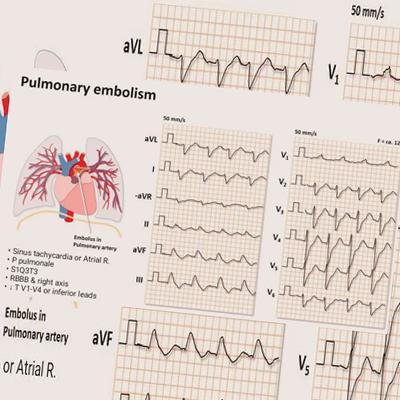 50 mm/s
aVL
V1
Pulmonary embolism
50 mm/s
50 mm/s
F = ca. 12
aVL
I
-aVR
II
aVF
III
V1
V2
V3
V4
V5
V6
Embolus in
Pulmonary artery
• Sinus tachycardia or Atrial R.
• P pulmonale
• S1Q3T3
• RBBB & right axis
• ↓ T V1-V4 or inferior leads
Embolus in
Pulmonary artery
or Atrial R.
aVF
V5